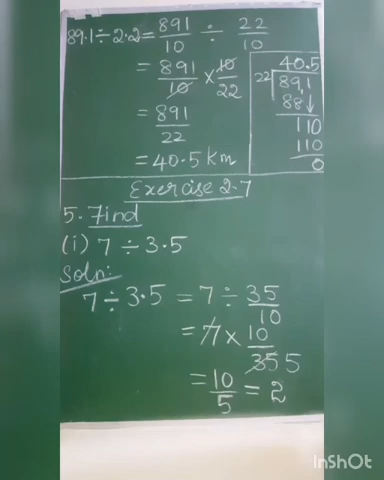 89.1 ÷ 2.2 = 891/10 ÷ 22/10
= 891/10 × 10/22
= 891/22
= 40.5 km
40.5
22 89.1
88↓
110
110
0
Exercise 2.7
5. Find
(i) 7 ÷ 3.5
Soln:
7 ÷ 3.5 = 7 ÷ 35/10
= 7 × 10/35 5
= 10/5 = 2
InShOt